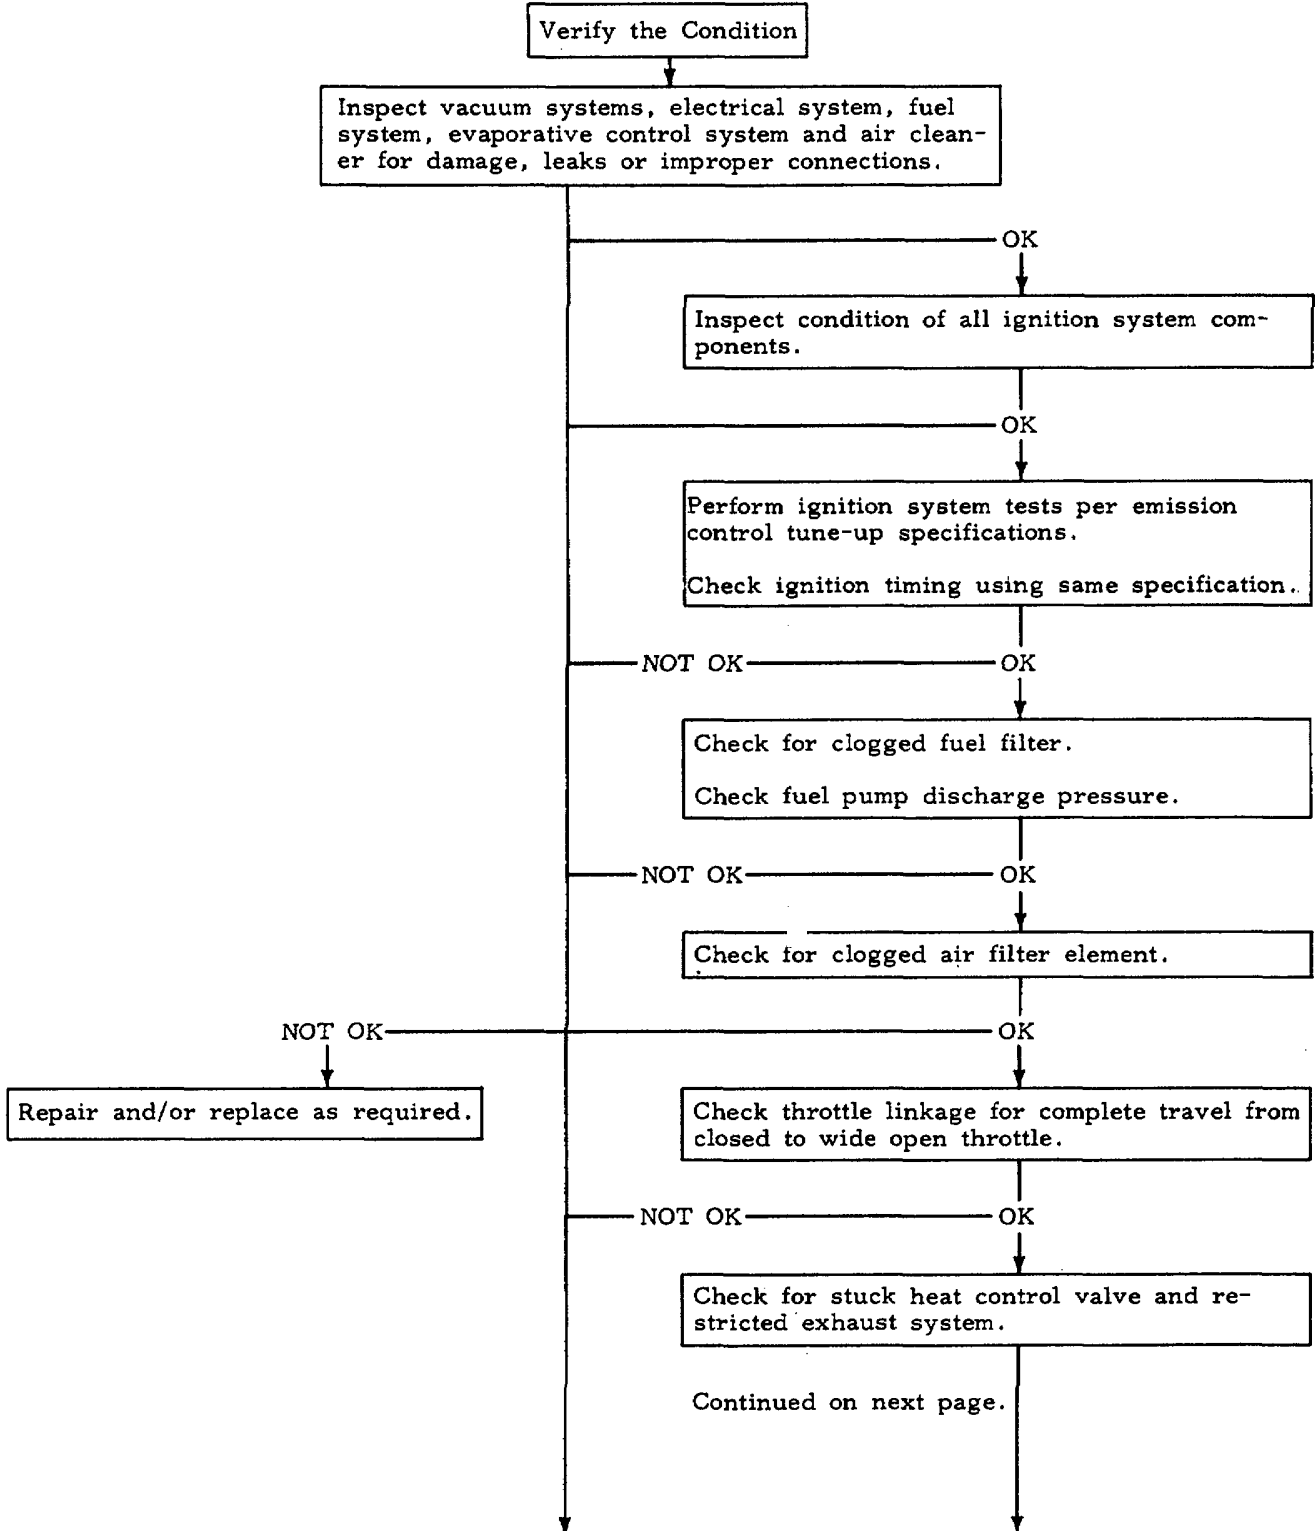 Verify the Condition
Inspect vacuum systems, electrical system, fuel
system, evaporative control system and air clean-
er for damage, leaks or improper connections.
OK
Inspect condition of all ignition system com-
ponents.
OK
Perform ignition system tests per emission
control tune-up specifications.
Check ignition timing using same specification.
NOT OK OK
Check for clogged fuel filter.
Check fuel pump discharge pressure.
NOT OK OK
Check for clogged air filter element.
NOT OK OK
Repair and/or replace as required.
Check throttle linkage for complete travel from
closed to wide open throttle.
NOT OK OK
Check for stuck heat control valve and re-
stricted exhaust system.
Continued on next page.